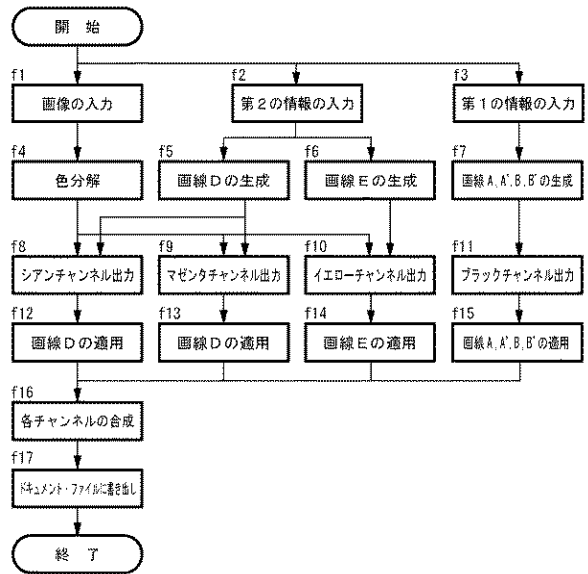 開 始
f1
f2
f3
画像の入力
第2の情報の入力
第1の情報の入力
f4
f5
f6
f7
色分解
画線Dの生成
画線Eの生成
画線A,A',B,B'の生成
f8
f9
f10
f11
シアンチャンネル出力
マゼンタチャンネル出力
イエローチャンネル出力
ブラックチャンネル出力
f12
f13
f14
f15
画線Dの適用
画線Dの適用
画線Eの適用
画線A,A',B,B'の適用
f16
各チャンネルの合成
f17
ドキュメント・ファイルに書き出し
終 了